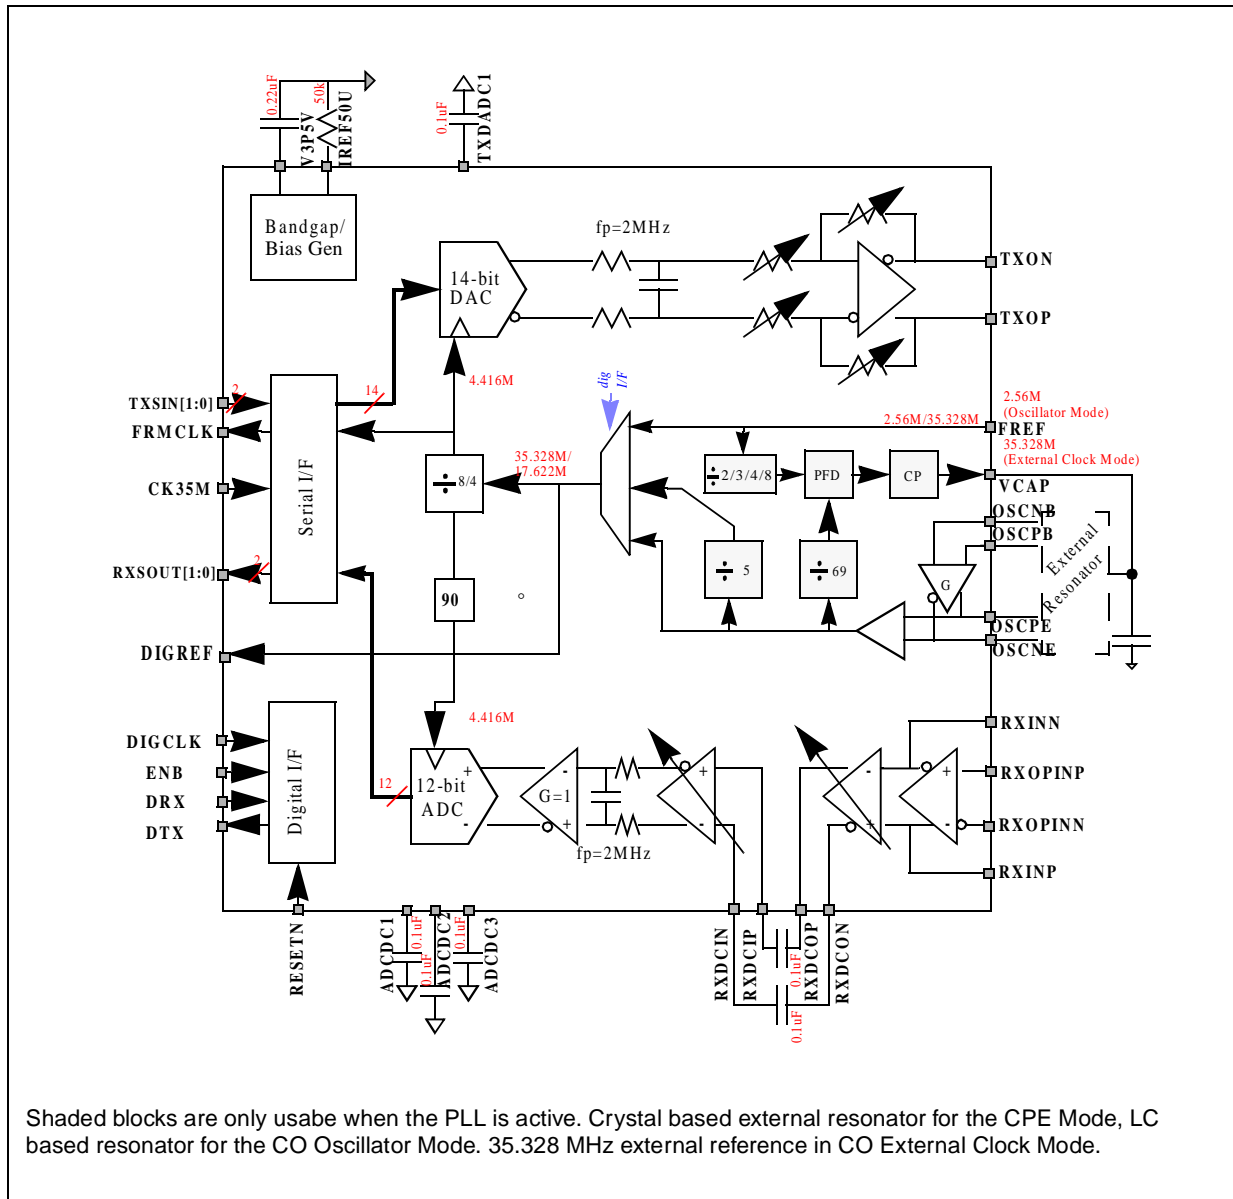 0.22uF
V3P5V
50k
IREF50U
0.1uF
TXDADC1
Bandgap/
Bias Gen
14-bit
DAC
fp=2MHz
TXON
TXOP
4.416M
dig
I/F
TXSIN[1:0]
2
14
FRMCLK
CK35M
Serial I/F
RXSOUT[1:0]
2
÷ 8/4
35.328M/
17.622M
2.56M/35.328M
2.56M
(Oscillator Mode)
FREF
35.328M
(External Clock Mode)
÷ 2/3/4/8
PFD
CP
VCAP
OSCNB
OSCPB
÷ 5
÷ 69
G
External
Resonator
OSCPE
OSCNE
90
°
DIGREF
4.416M
DIGCLK
ENB
DRX
DTX
Digital I/F
12
12-bit
ADC
+
-
G=1
-
+
fp=2MHz
+
-
-
+
+
-
RXINN
RXOPINP
RXOPINN
RXINP
RESETN
ADCDC1
0.1uF
0.1uF
ADCDC2
0.1uF
ADCDC3
RXDCIN
RXDCIP
0.1uF
0.1uF
RXDCOP
RXDCON
Shaded blocks are only usabe when the PLL is active. Crystal based external resonator for the CPE Mode, LC
based resonator for the CO Oscillator Mode. 35.328 MHz external reference in CO External Clock Mode.